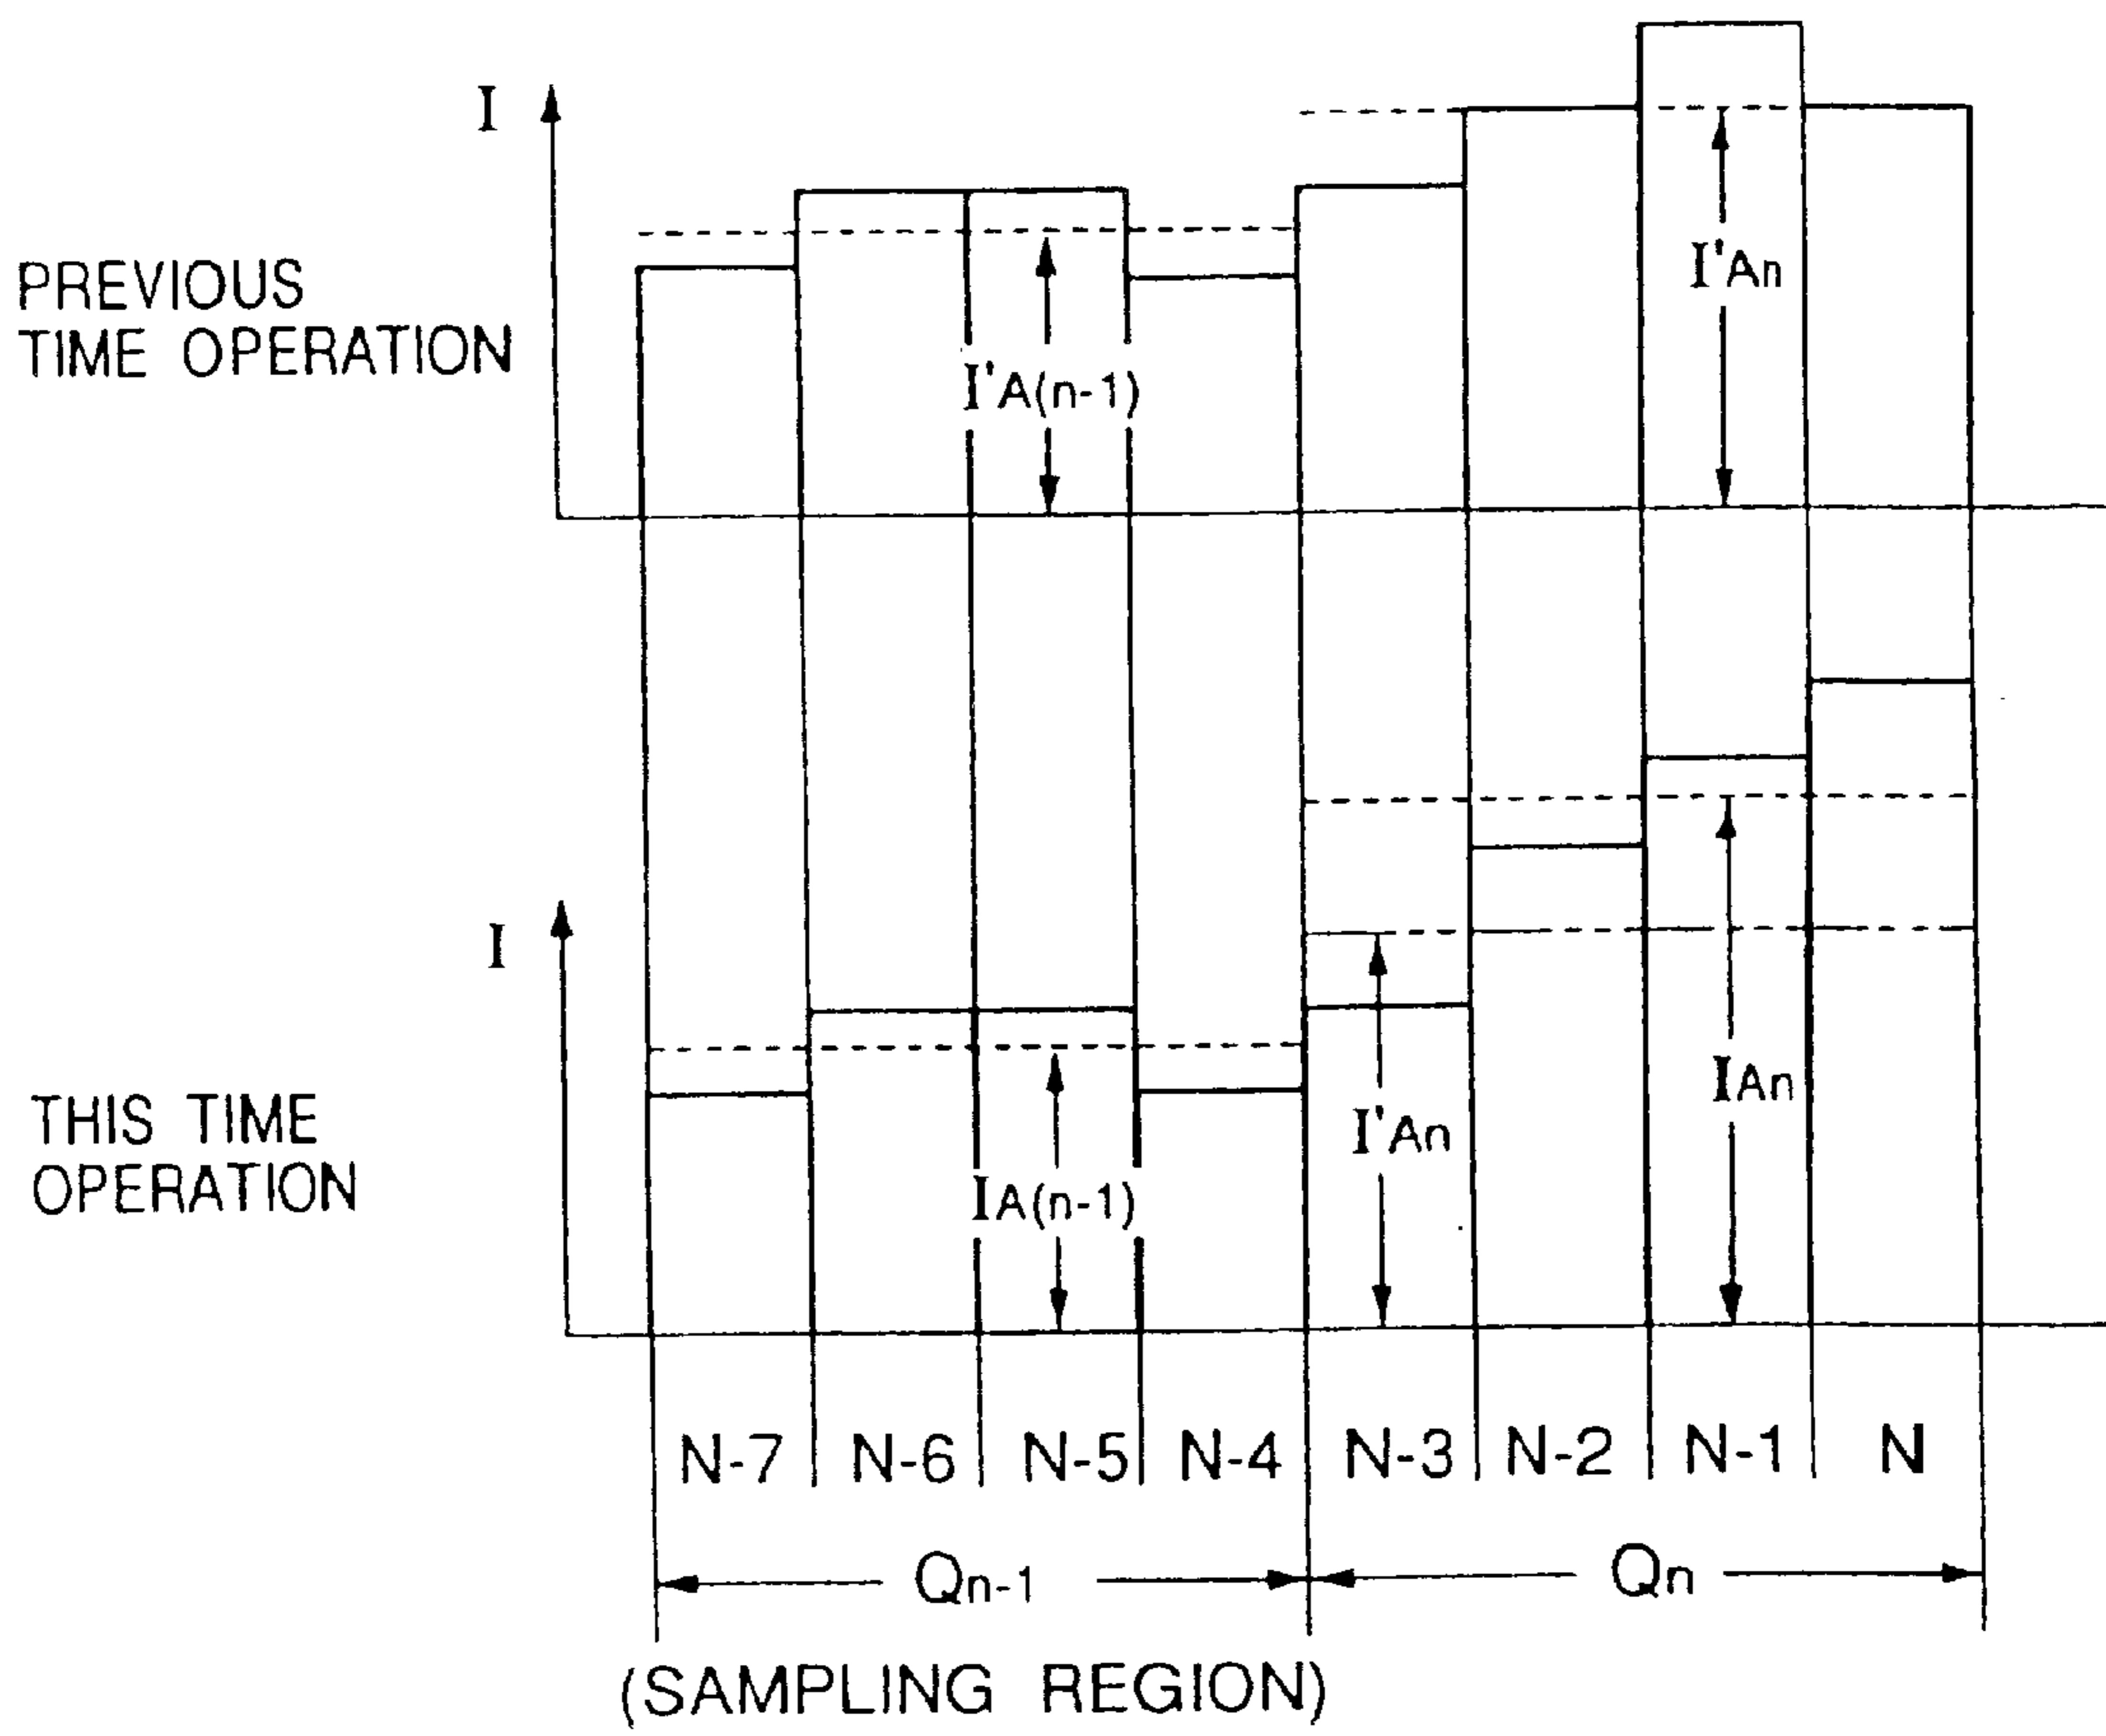 I
PREVIOUS
TIME OPERATION
I'A(n-1)
I'An
I
THIS TIME
OPERATION
IA(n-1)
I'An
IAn
N-7 N-6 N-5 N-4 N-3 N-2 N-1 N
Qn-1 Qn
(SAMPLING REGION)